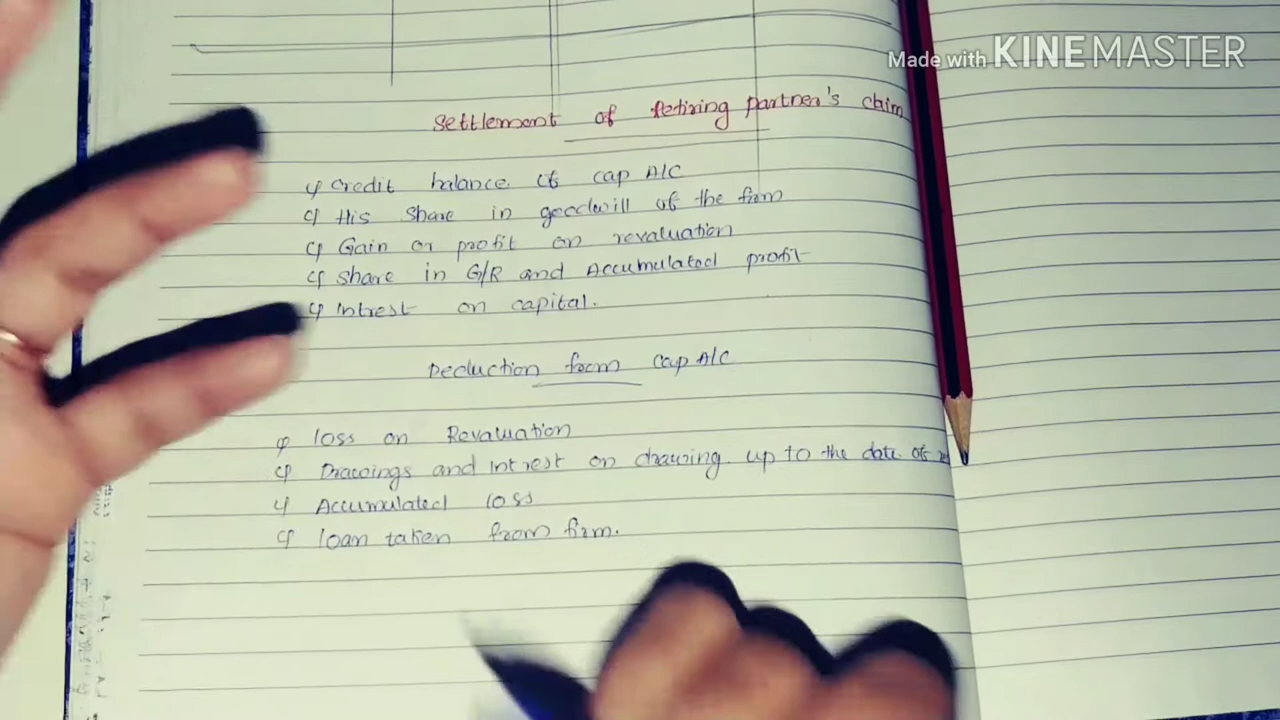 Made with KINEMASTER
Settlement of Retiring partner's claim
Credit balance of cap A/C
His share in goodwill of the firm
Gain or profit on revaluation
share in G/R and Accumulated profit
Intrest on capital.
Deduction from cap A/C
loss on Revaluation
Drawings and Intrest on drawing up to the date of
Accumulated loss
loan taken from firm.